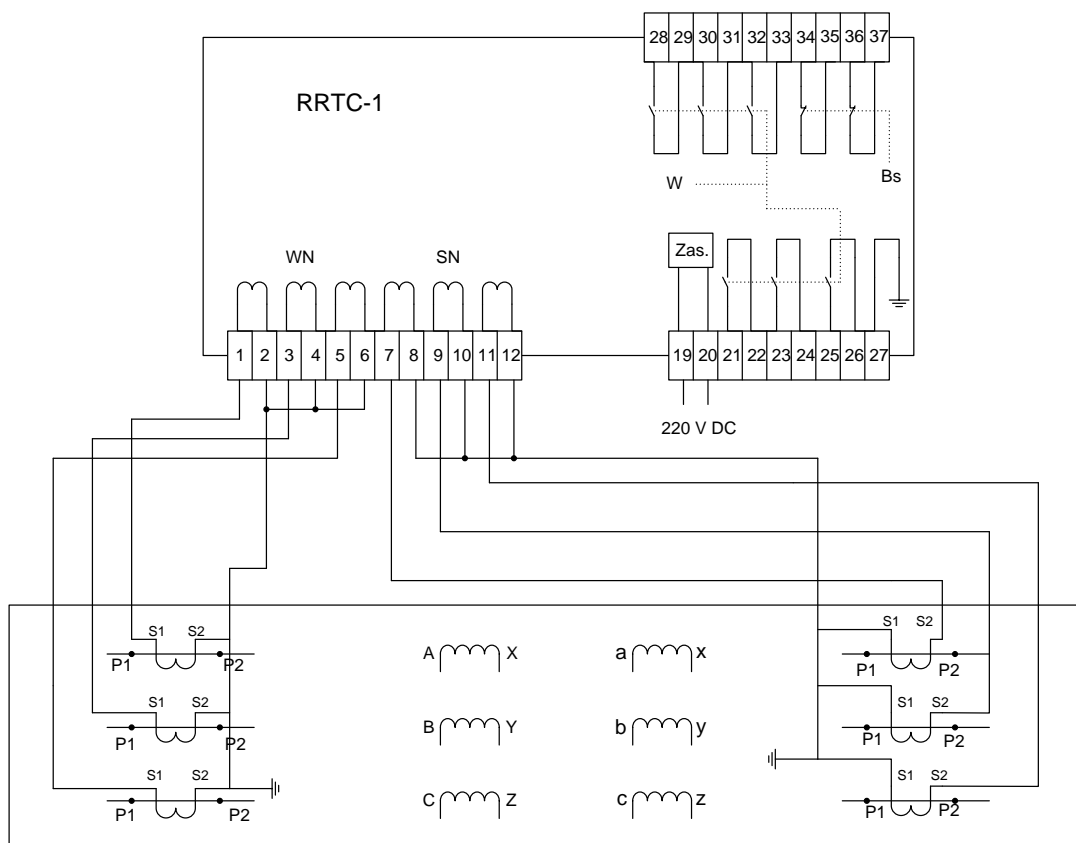 28 29 30 31 32 33 34 35 36 37
RRTC-1
W
Bs
Zas.
WN SN
1 2 3 4 5 6 7 8 9 10 11 12
19 20 21 22 23 24 25 26 27
220 V DC
S1 S2
P1 P2
A X
a x
S1 S2
P1 P2
S1 S2
P1 P2
B Y
b y
S1 S2
P1 P2
S1 S2
P1 P2
C Z
c z
S1 S2
P1 P2